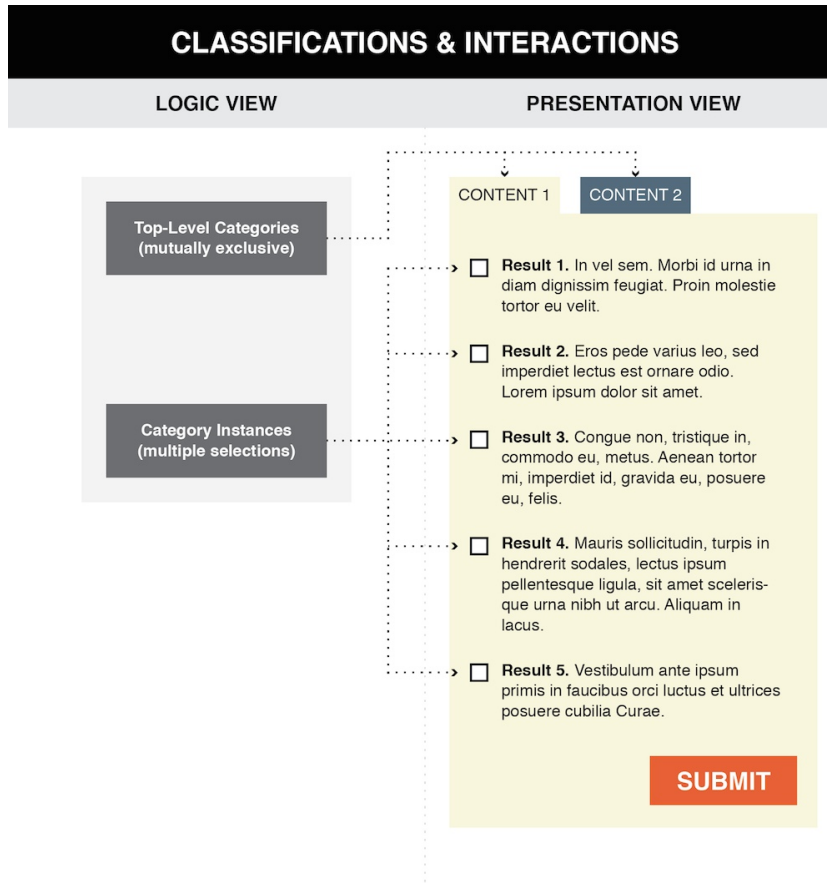 CLASSIFICATIONS & INTERACTIONS
LOGIC VIEW
PRESENTATION VIEW
Top-Level Categories
(mutually exclusive)
Category Instances
(multiple selections)
CONTENT 1
CONTENT 2
Result 1. In vel sem. Morbi id urna in
diam dignissim feugiat. Proin molestie
tortor eu velit.
Result 2. Eros pede varius leo, sed
imperdiet lectus est ornare odio.
Lorem ipsum dolor sit amet.
Result 3. Congue non, tristique in,
commodo eu, metus. Aenean tortor
mi, imperdiet id, gravida eu, posuere
eu, felis.
Result 4. Mauris sollicitudin, turpis in
hendrerit sodales, lectus ipsum
pellentesque ligula, sit amet sceleris-
que urna nibh ut arcu. Aliquam in
lacus.
Result 5. Vestibulum ante ipsum
primis in faucibus orci luctus et ultrices
posuere cubilia Curae.
SUBMIT